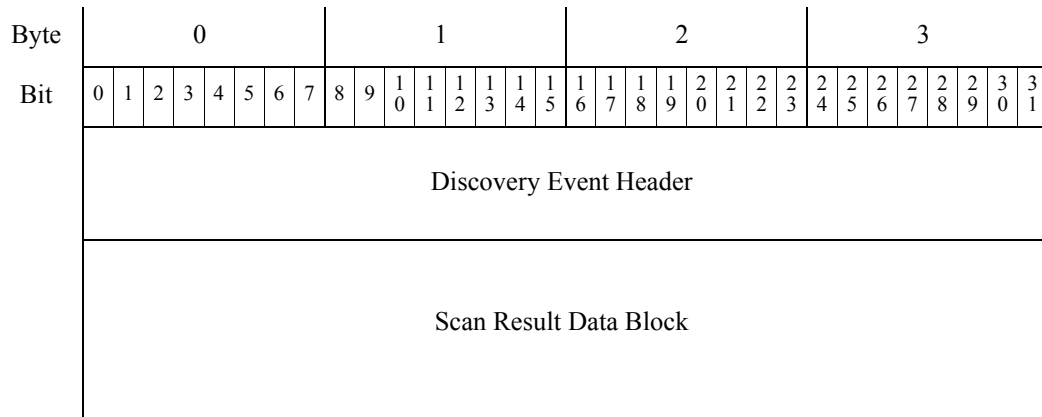 Byte 0 1 2 3
Bit 0 1 2 3 4 5 6 7 8 9 10 11 12 13 14 15 16 17 18 19 20 21 22 23 24 25 26 27 28 29 30 31
Discovery Event Header
Scan Result Data Block